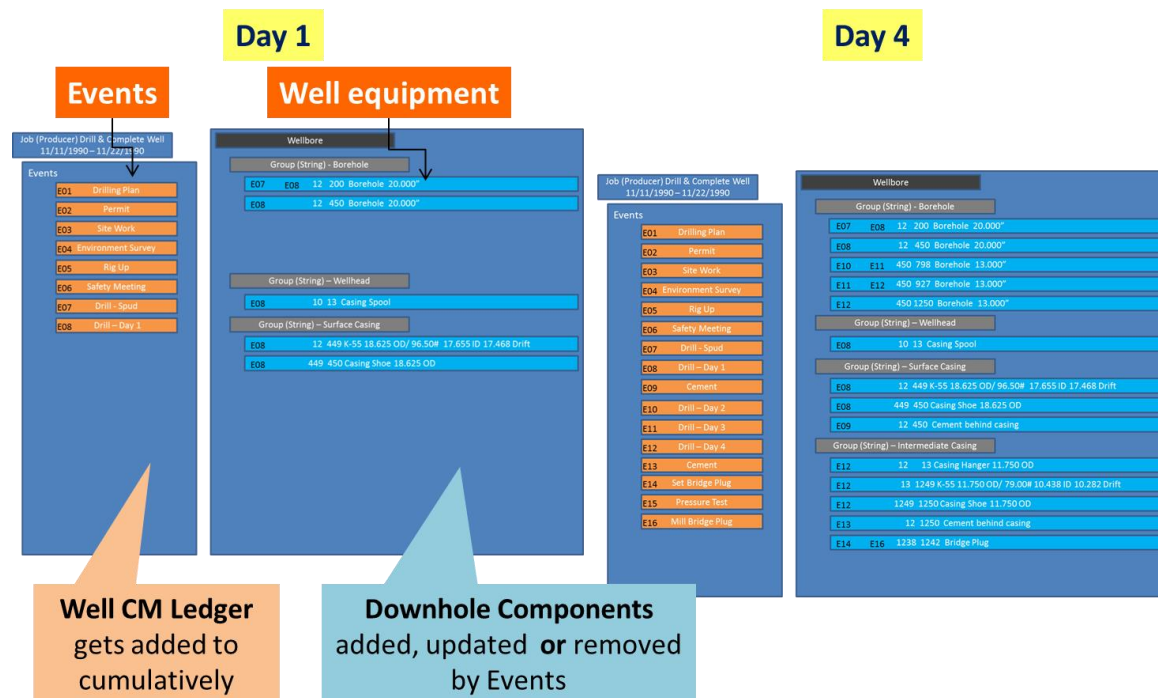 Day 1
Day 4
Events
Well equipment
Job (Producer) Drill & Complete Well
11/11/1990 – 11/22/1990
Events
E01 Drilling Plan
E02 Permit
E03 Site Work
E04 Environment Survey
E05 Rig Up
E06 Safety Meeting
E07 Drill - Spud
E08 Drill – Day 1
Wellbore
Group (String) - Borehole
E07 E08 12 200 Borehole 20.000”
E08 12 450 Borehole 20.000”
Group (String) – Wellhead
E08 10 13 Casing Spool
Group (String) – Surface Casing
E08 12 449 K-55 18.625 OD/ 96.50# 17.655 ID 17.468 Drift
E08 449 450 Casing Shoe 18.625 OD
Job (Producer) Drill & Complete Well
11/11/1990 – 11/22/1990
Events
E01 Drilling Plan
E02 Permit
E03 Site Work
E04 Environment Survey
E05 Rig Up
E06 Safety Meeting
E07 Drill - Spud
E08 Drill – Day 1
E09 Cement
E10 Drill – Day 2
E11 Drill – Day 3
E12 Drill – Day 4
E13 Cement
E14 Set Bridge Plug
E15 Pressure Test
E16 Mill Bridge Plug
Wellbore
Group (String) - Borehole
E07 E08 12 200 Borehole 20.000”
E08 12 450 Borehole 20.000”
E10 E11 450 798 Borehole 13.000”
E11 E12 450 927 Borehole 13.000”
E12 450 1250 Borehole 13.000”
Group (String) – Wellhead
E08 10 13 Casing Spool
Group (String) – Surface Casing
E08 12 449 K-55 18.625 OD/ 96.50# 17.655 ID 17.468 Drift
E08 449 450 Casing Shoe 18.625 OD
E09 12 450 Cement behind casing
Group (String) – Intermediate Casing
E12 12 13 Casing Hanger 11.750 OD
E12 13 1249 K-55 11.750 OD/ 79.00# 10.438 ID 10.282 Drift
E12 1249 1250 Casing Shoe 11.750 OD
E13 12 1250 Cement behind casing
E14 E16 1238 1242 Bridge Plug
Well CM Ledger
gets added to
cumulatively
Downhole Components
added, updated or removed
by Events